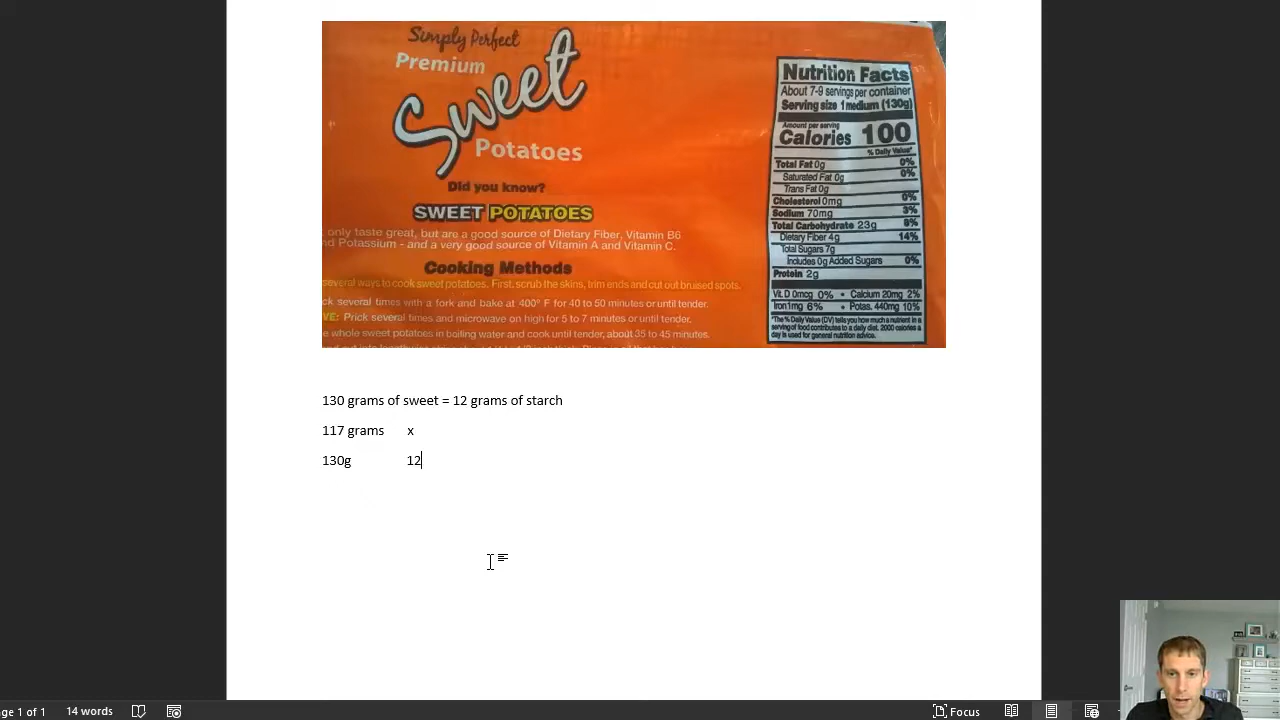 Simply Perfect
Premium
Sweet
Potatoes
Did you know?
SWEET POTATOES
only taste great, but are a good source of Dietary Fiber, Vitamin B6
nd Potassium - and a very good source of Vitamin A and Vitamin C.
Cooking Methods
several ways to cook sweet potatoes. First, scrub the skins, trim ends and cut out bruised spots.
ck several times with a fork and bake at 400° F for 40 to 50 minutes or until tender.
VE: Prick several times and microwave on high for 5 to 7 minutes or until tender.
e whole sweet potatoes in boiling water and cook until tender, about 35 to 45 minutes.
Nutrition Facts
About 7-9 servings per container
Serving size 1 medium (130g)
Amount per serving
Calories 100
% Daily Value*
Total Fat 0g 0%
Saturated Fat 0g 0%
Trans Fat 0g
Cholesterol 0mg 0%
Sodium 70mg 3%
Total Carbohydrate 23g 8%
Dietary Fiber 4g 14%
Total Sugars 7g
Includes 0g Added Sugars 0%
Protein 2g
Vit. D 0mcg 0% • Calcium 20mg 2%
Iron 1mg 6% • Potas. 440mg 10%
*The % Daily Value (DV) tells you how much a nutrient in a
serving of food contributes to a daily diet. 2000 calories a
day is used for general nutrition advice.
130 grams of sweet = 12 grams of starch
117 grams x
130g 12
ge 1 of 1 14 words Focus